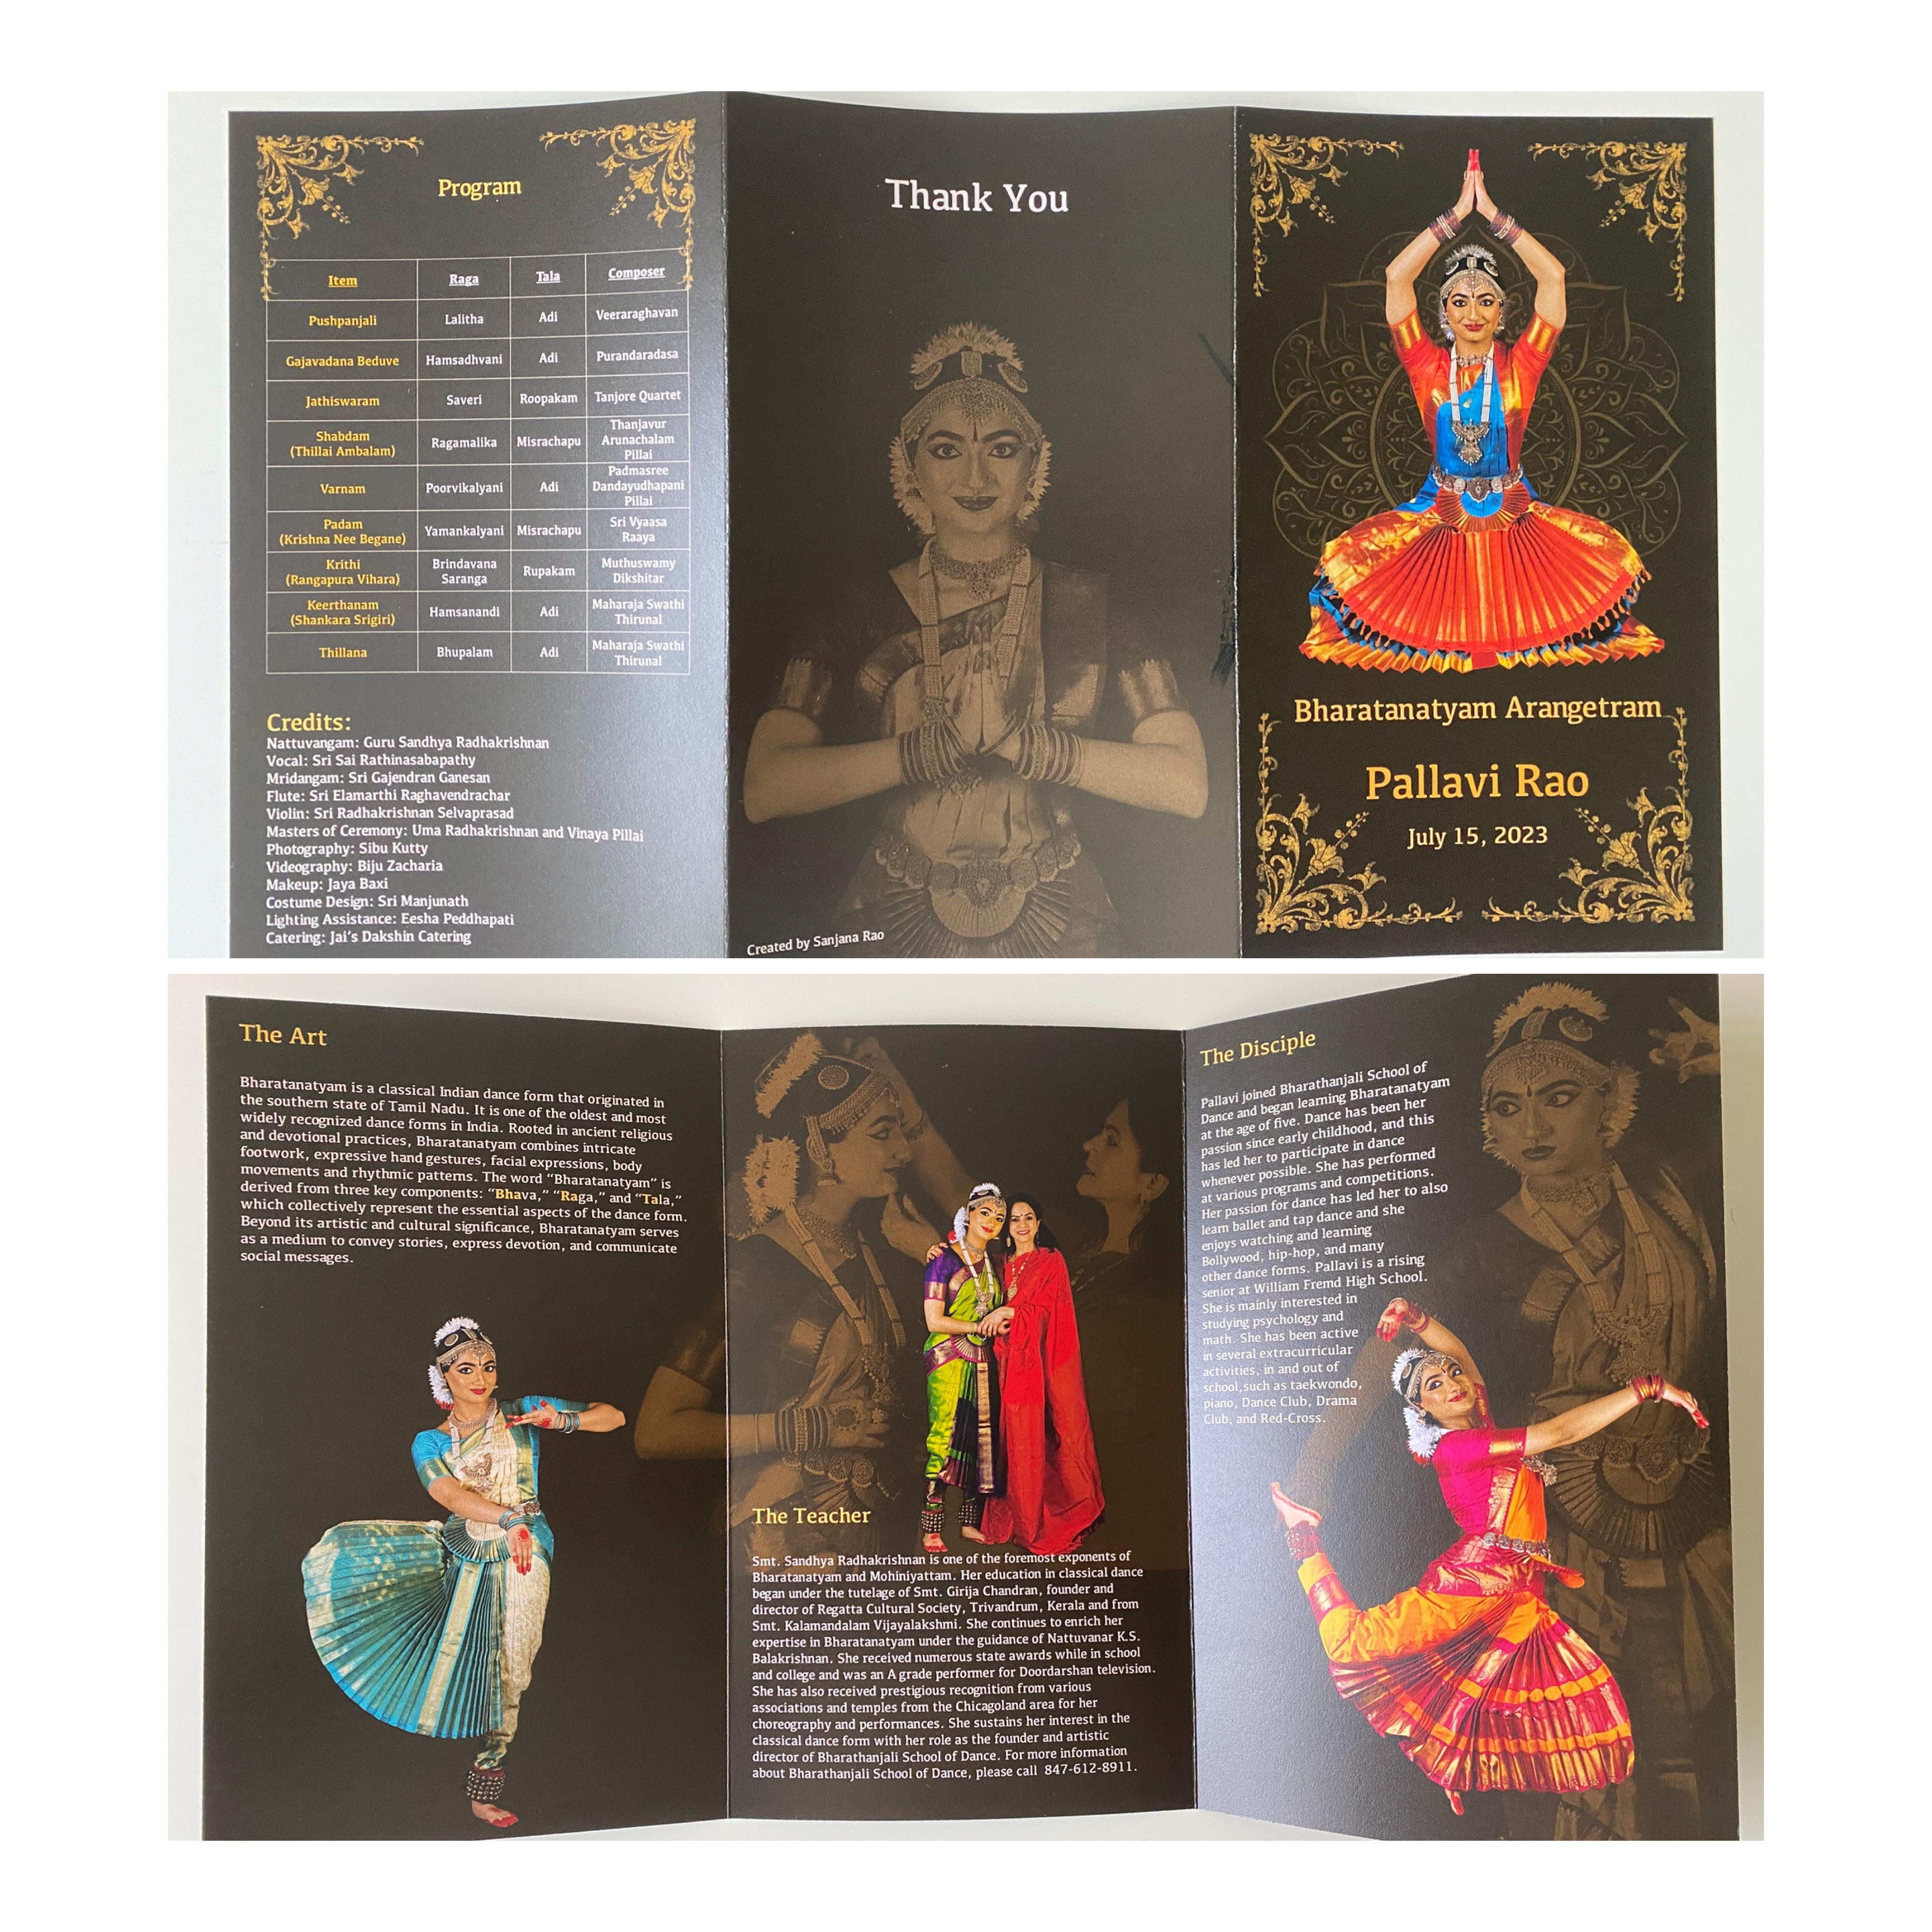 Program
Item Raga Tala Composer
Pushpanjali Lalitha Adi Veeraraghavan
Gajavadana Beduve Hamsadhvani Adi Purandaradasa
Jathiswaram Saveri Roopakam Tanjore Quartet
Shabdam
(Thillai Ambalam) Ragamalika Misrachapu Thanjavur
Arunachalam
Pillai
Varnam Poorvikalyani Adi Padmasree
Dandayudhapani
Pillai
Padam
(Krishna Nee Begane) Yamankalyani Misrachapu Sri Vyaasa
Raaya
Krithi
(Rangapura Vihara) Brindavana
Saranga Rupakam Muthuswamy
Dikshitar
Keerthanam
(Shankara Srigiri) Hamsanandi Adi Maharaja Swathi
Thirunal
Thillana Bhupalam Adi Maharaja Swathi
Thirunal
Credits:
Nattuvangam: Guru Sandhya Radhakrishnan
Vocal: Sri Sai Rathinasabapathy
Mridangam: Sri Gajendran Ganesan
Flute: Sri Elamarthi Raghavendrachar
Violin: Sri Radhakrishnan Selvaprasad
Masters of Ceremony: Uma Radhakrishnan and Vinaya Pillai
Photography: Sibu Kutty
Videography: Biju Zacharia
Makeup: Jaya Baxi
Costume Design: Sri Manjunath
Lighting Assistance: Eesha Peddhapati
Catering: Jai's Dakshin Catering
Thank You
Created by Sanjana Rao
Bharatanatyam Arangetram
Pallavi Rao
July 15, 2023
The Art
Bharatanatyam is a classical Indian dance form that originated in
the southern state of Tamil Nadu. It is one of the oldest and most
widely recognized dance forms in India. Rooted in ancient religious
and devotional practices, Bharatanatyam combines intricate
footwork, expressive hand gestures, facial expressions, body
movements and rhythmic patterns. The word “Bharatanatyam” is
derived from three key components: “Bhava,” “Raga,” and “Tala,”
which collectively represent the essential aspects of the dance form.
Beyond its artistic and cultural significance, Bharatanatyam serves
as a medium to convey stories, express devotion, and communicate
social messages.
The Teacher
Smt. Sandhya Radhakrishnan is one of the foremost exponents of
Bharatanatyam and Mohiniyattam. Her education in classical dance
began under the tutelage of Smt. Girija Chandran, founder and
director of Regatta Cultural Society, Trivandrum, Kerala and from
Smt. Kalamandalam Vijayalakshmi. She continues to enrich her
expertise in Bharatanatyam under the guidance of Nattuvanar K.S.
Balakrishnan. She received numerous state awards while in school
and college and was an A grade performer for Doordarshan television.
She has also received prestigious recognition from various
associations and temples from the Chicagoland area for her
choreography and performances. She sustains her interest in the
classical dance form with her role as the founder and artistic
director of Bharathanjali School of Dance. For more information
about Bharathanjali School of Dance, please call 847-612-8911.
The Disciple
Pallavi joined Bharathanjali School of
Dance and began learning Bharatanatyam
at the age of five. Dance has been her
passion since early childhood, and this
has led her to participate in dance
whenever possible. She has performed
at various programs and competitions.
Her passion for dance has led her to also
learn ballet and tap dance and she
enjoys watching and learning
Bollywood, hip-hop, and many
other dance forms. Pallavi is a rising
senior at William Fremd High School.
She is mainly interested in
studying psychology and
math. She has been active
in several extracurricular
activities, in and out of
school,such as taekwondo,
piano, Dance Club, Drama
Club, and Red-Cross.